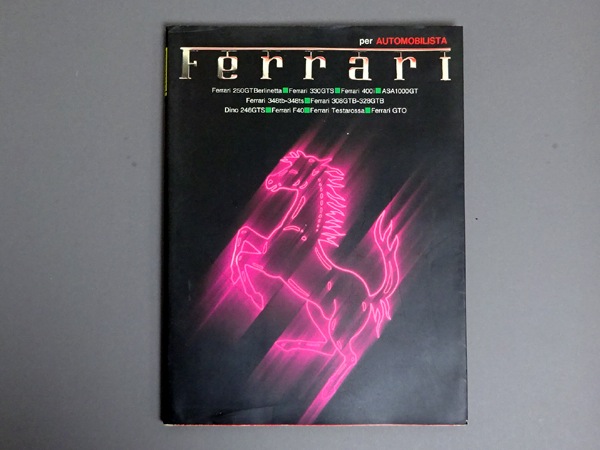 per AUTOMOBILISTA
Ferrari
Ferrari 250GTBerlinetta■Ferrari 330GTS■Ferrari 400i■ASA1000GT
Ferrari 348tb-348ts■Ferrari 308GTB-328GTB
Dino 246GTS■Ferrari F40■Ferrari Testarossa■Ferrari GTO